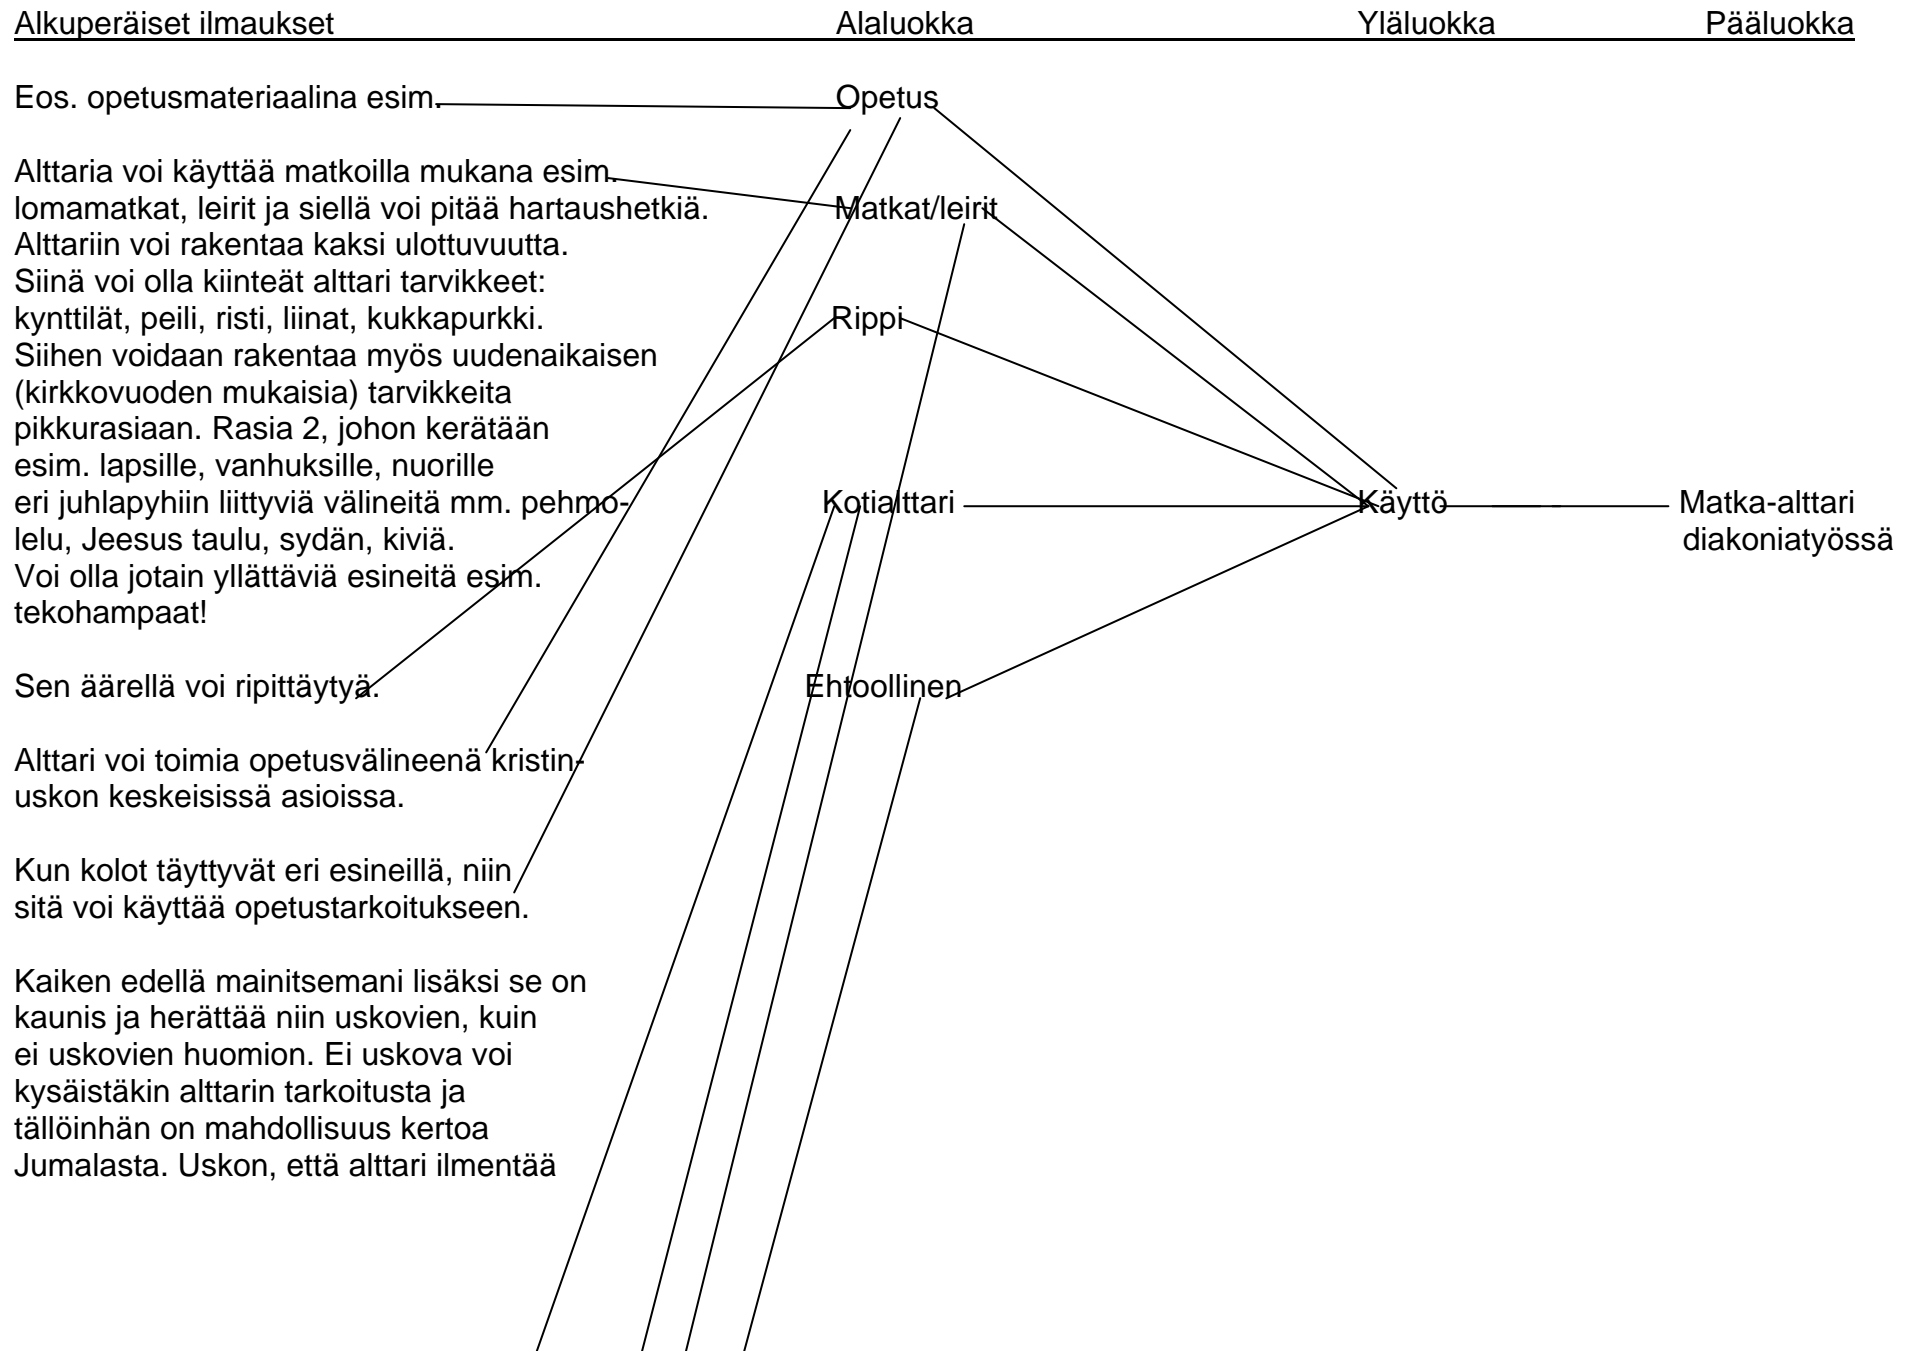 Alkuperäiset ilmaukset Alaluokka Yläluokka Pääluokka
Eos. opetusmateriaalina esim. Opetus
Alttaria voi käyttää matkoilla mukana esim.
lomamatkat, leirit ja siellä voi pitää hartaushetkiä. Matkat/leirit
Alttariin voi rakentaa kaksi ulottuvuutta.
Siinä voi olla kiinteät alttari tarvikkeet:
kynttilät, peili, risti, liinat, kukkapurkki. Rippi
Siihen voidaan rakentaa myös uudenaikaisen
(kirkkovuoden mukaisia) tarvikkeita
pikkurasiaan. Rasia 2, johon kerätään
esim. lapsille, vanhuksille, nuorille
eri juhlapyhiin liittyviä välineitä mm. pehmo- Kotialttari Käyttö Matka-alttari
lelu, Jeesus taulu, sydän, kiviä. diakoniatyössä
Voi olla jotain yllättäviä esineitä esim.
tekohampaat!
Sen äärellä voi ripittäytyä. Ehtoollinen
Alttari voi toimia opetusvälineenä kristin-
uskon keskeisissä asioissa.
Kun kolot täyttyvät eri esineillä, niin
sitä voi käyttää opetustarkoitukseen.
Kaiken edellä mainitsemani lisäksi se on
kaunis ja herättää niin uskovien, kuin
ei uskovien huomion. Ei uskova voi
kysäistäkin alttarin tarkoitusta ja
tällöinhän on mahdollisuus kertoa
Jumalasta. Uskon, että alttari ilmentää